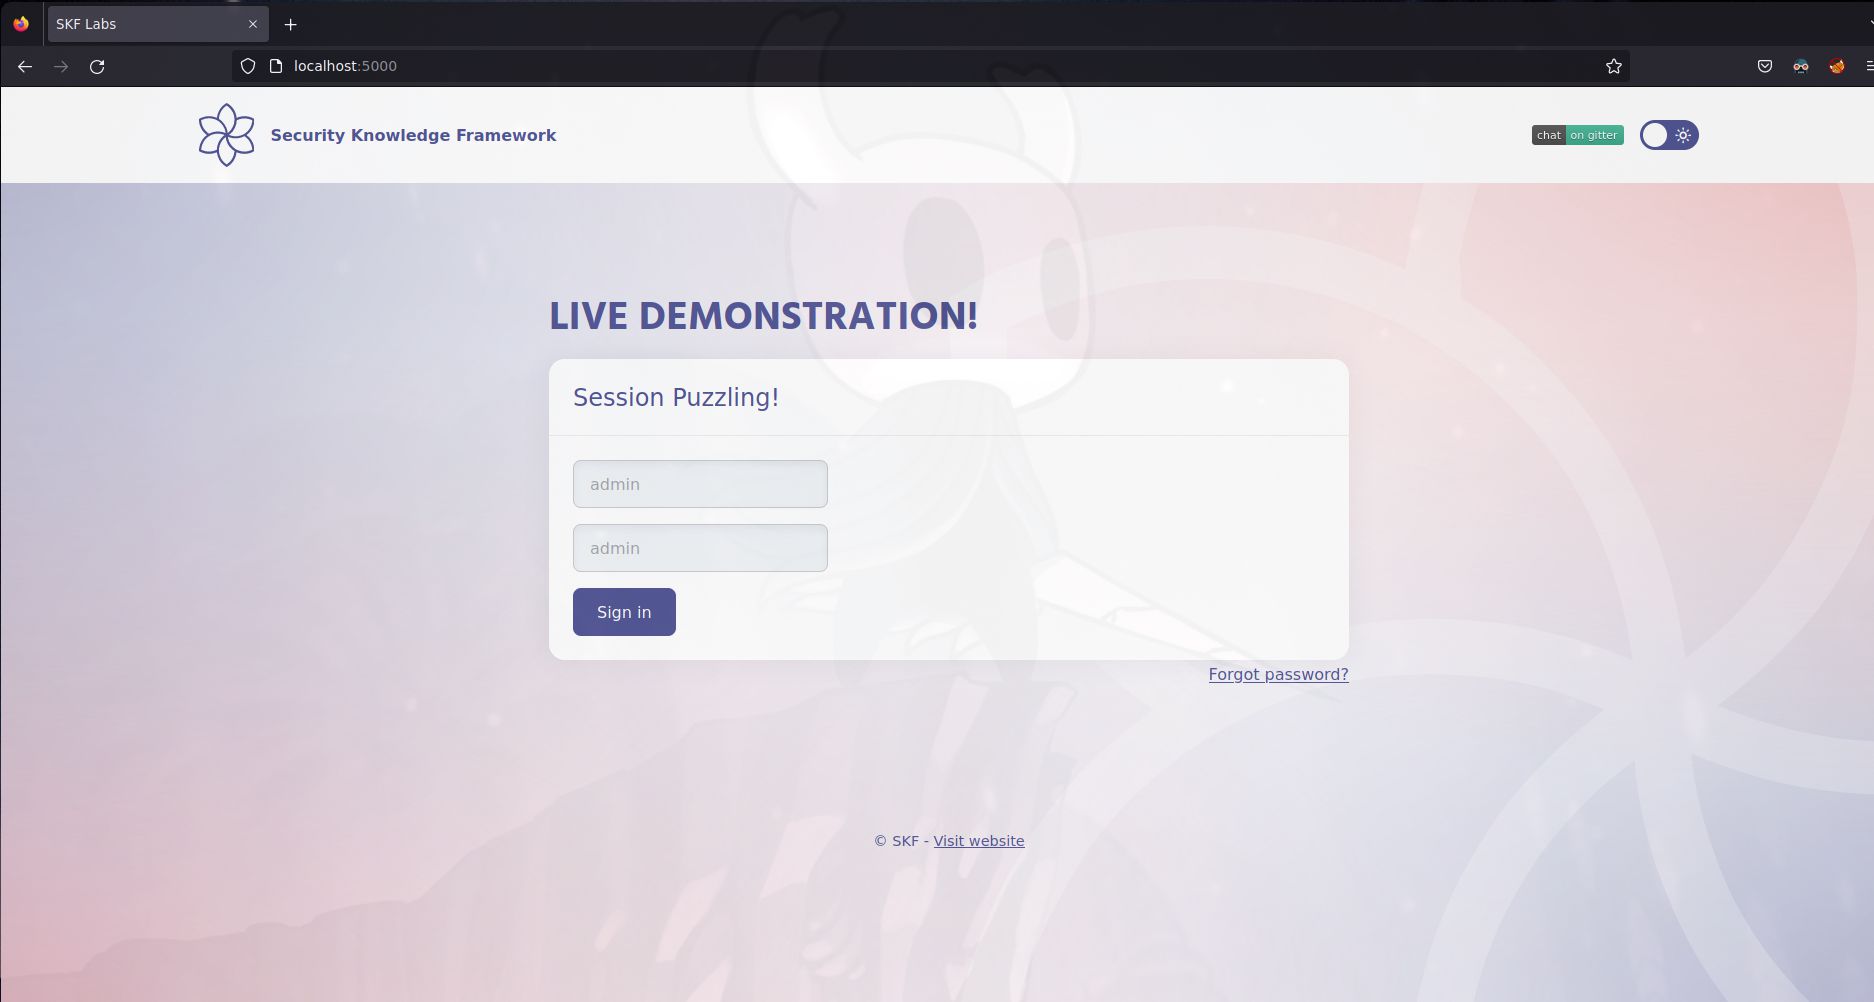 SKF Labs
localhost:5000
Security Knowledge Framework
chat on gitter
LIVE DEMONSTRATION!
Session Puzzling!
admin
admin
Sign in
Forgot password?
© SKF - Visit website